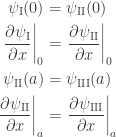 ψ_I(0) = ψ_II(0)
∂ψ_I/∂x |_0 = ∂ψ_II/∂x |_0
ψ_II(a) = ψ_III(a)
∂ψ_II/∂x |_a = ∂ψ_III/∂x |_a